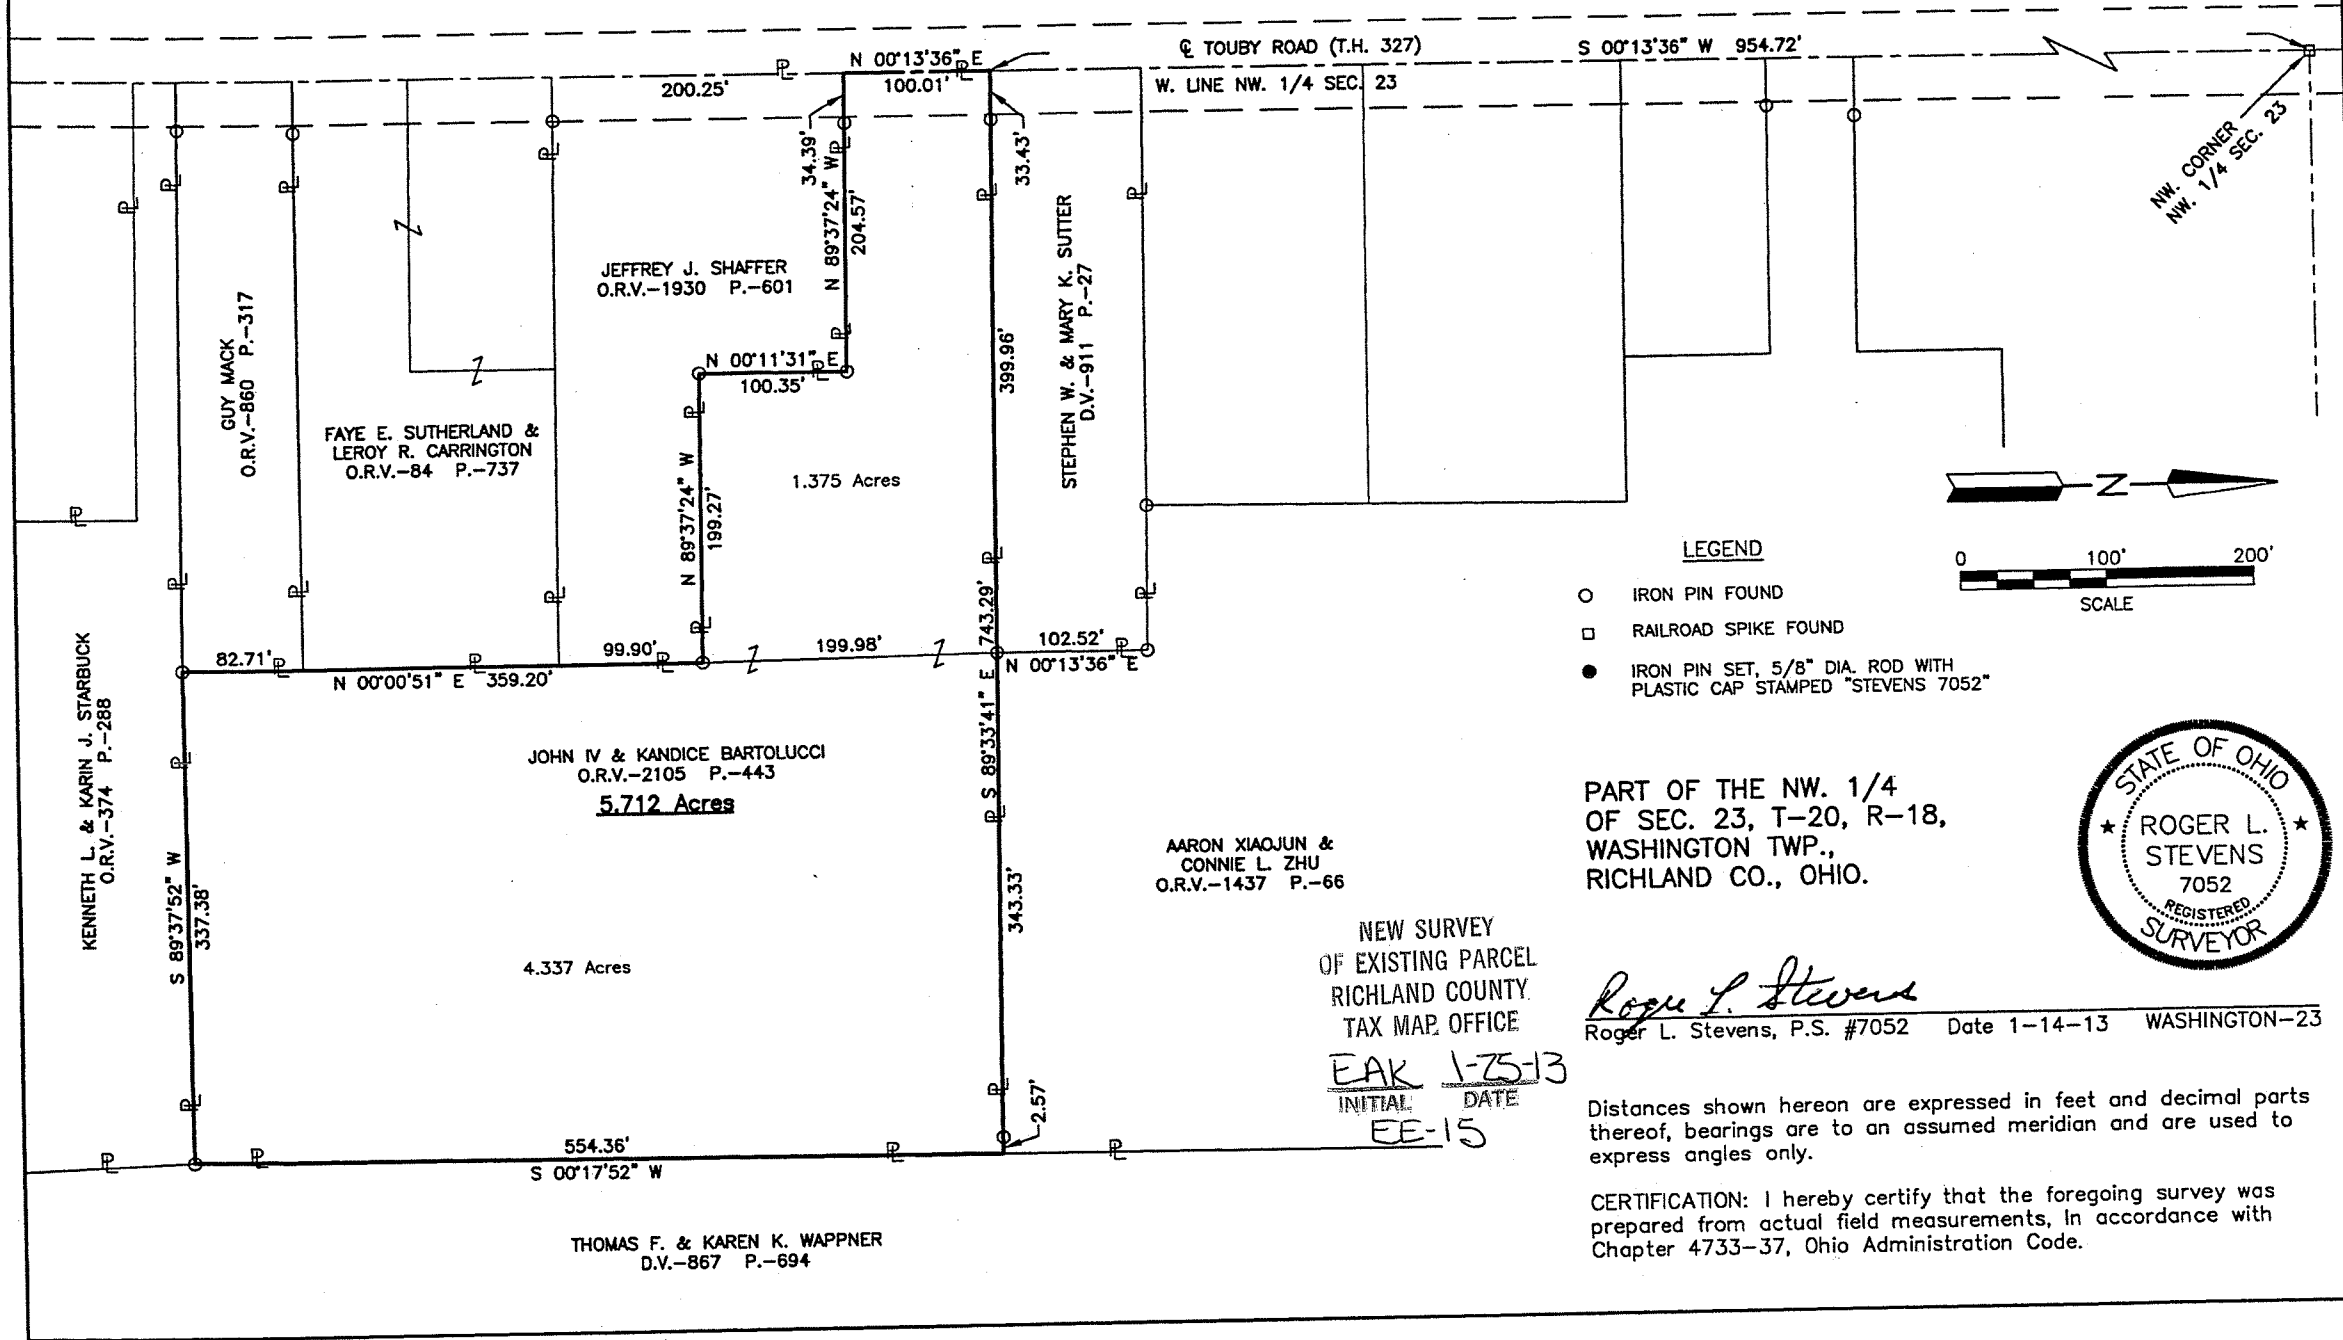 ℄ TOUBY ROAD (T.H. 327)
S 00°13'36" W 954.72'
W. LINE NW. 1/4 SEC. 23
N 00°13'36" E
100.01'
200.25'
34.39'
33.43'
NW. CORNER
NW. 1/4 SEC. 23
N 89°37'24" W
204.57'
JEFFREY J. SHAFFER
O.R.V.-1930 P.-601
STEPHEN W. & MARY K. SUTTER
D.V.-911 P.-27
399.96'
GUY MACK
O.R.V.-860 P.-317
N 00°11'31" E
100.35'
FAYE E. SUTHERLAND &
LEROY R. CARRINGTON
O.R.V.-84 P.-737
N 89°37'24" W
199.27'
1.375 Acres
N
LEGEND
IRON PIN FOUND
RAILROAD SPIKE FOUND
IRON PIN SET, 5/8" DIA. ROD WITH
PLASTIC CAP STAMPED "STEVENS 7052"
0 100' 200'
SCALE
82.71'
99.90'
199.98'
102.52'
N 00°00'51" E 359.20'
N 00°13'36" E
S 89°33'41" E 743.29'
KENNETH L. & KARIN J. STARBUCK
O.R.V.-374 P.-288
JOHN IV & KANDICE BARTOLUCCI
O.R.V.-2105 P.-443
5.712 Acres
S 89°37'52" W
337.38'
343.33'
4.337 Acres
AARON XIAOJUN &
CONNIE L. ZHU
O.R.V.-1437 P.-66
2.57'
554.36'
S 00°17'52" W
THOMAS F. & KAREN K. WAPPNER
D.V.-867 P.-694
NEW SURVEY
OF EXISTING PARCEL
RICHLAND COUNTY
TAX MAP OFFICE
EAK 1-25-13
INITIAL DATE
EE-15
PART OF THE NW. 1/4
OF SEC. 23, T-20, R-18,
WASHINGTON TWP.,
RICHLAND CO., OHIO.
STATE OF OHIO
ROGER L.
STEVENS
7052
REGISTERED
SURVEYOR
Roger L. Stevens
Roger L. Stevens, P.S. #7052 Date 1-14-13 WASHINGTON-23
Distances shown hereon are expressed in feet and decimal parts
thereof, bearings are to an assumed meridian and are used to
express angles only.
CERTIFICATION: I hereby certify that the foregoing survey was
prepared from actual field measurements, In accordance with
Chapter 4733-37, Ohio Administration Code.